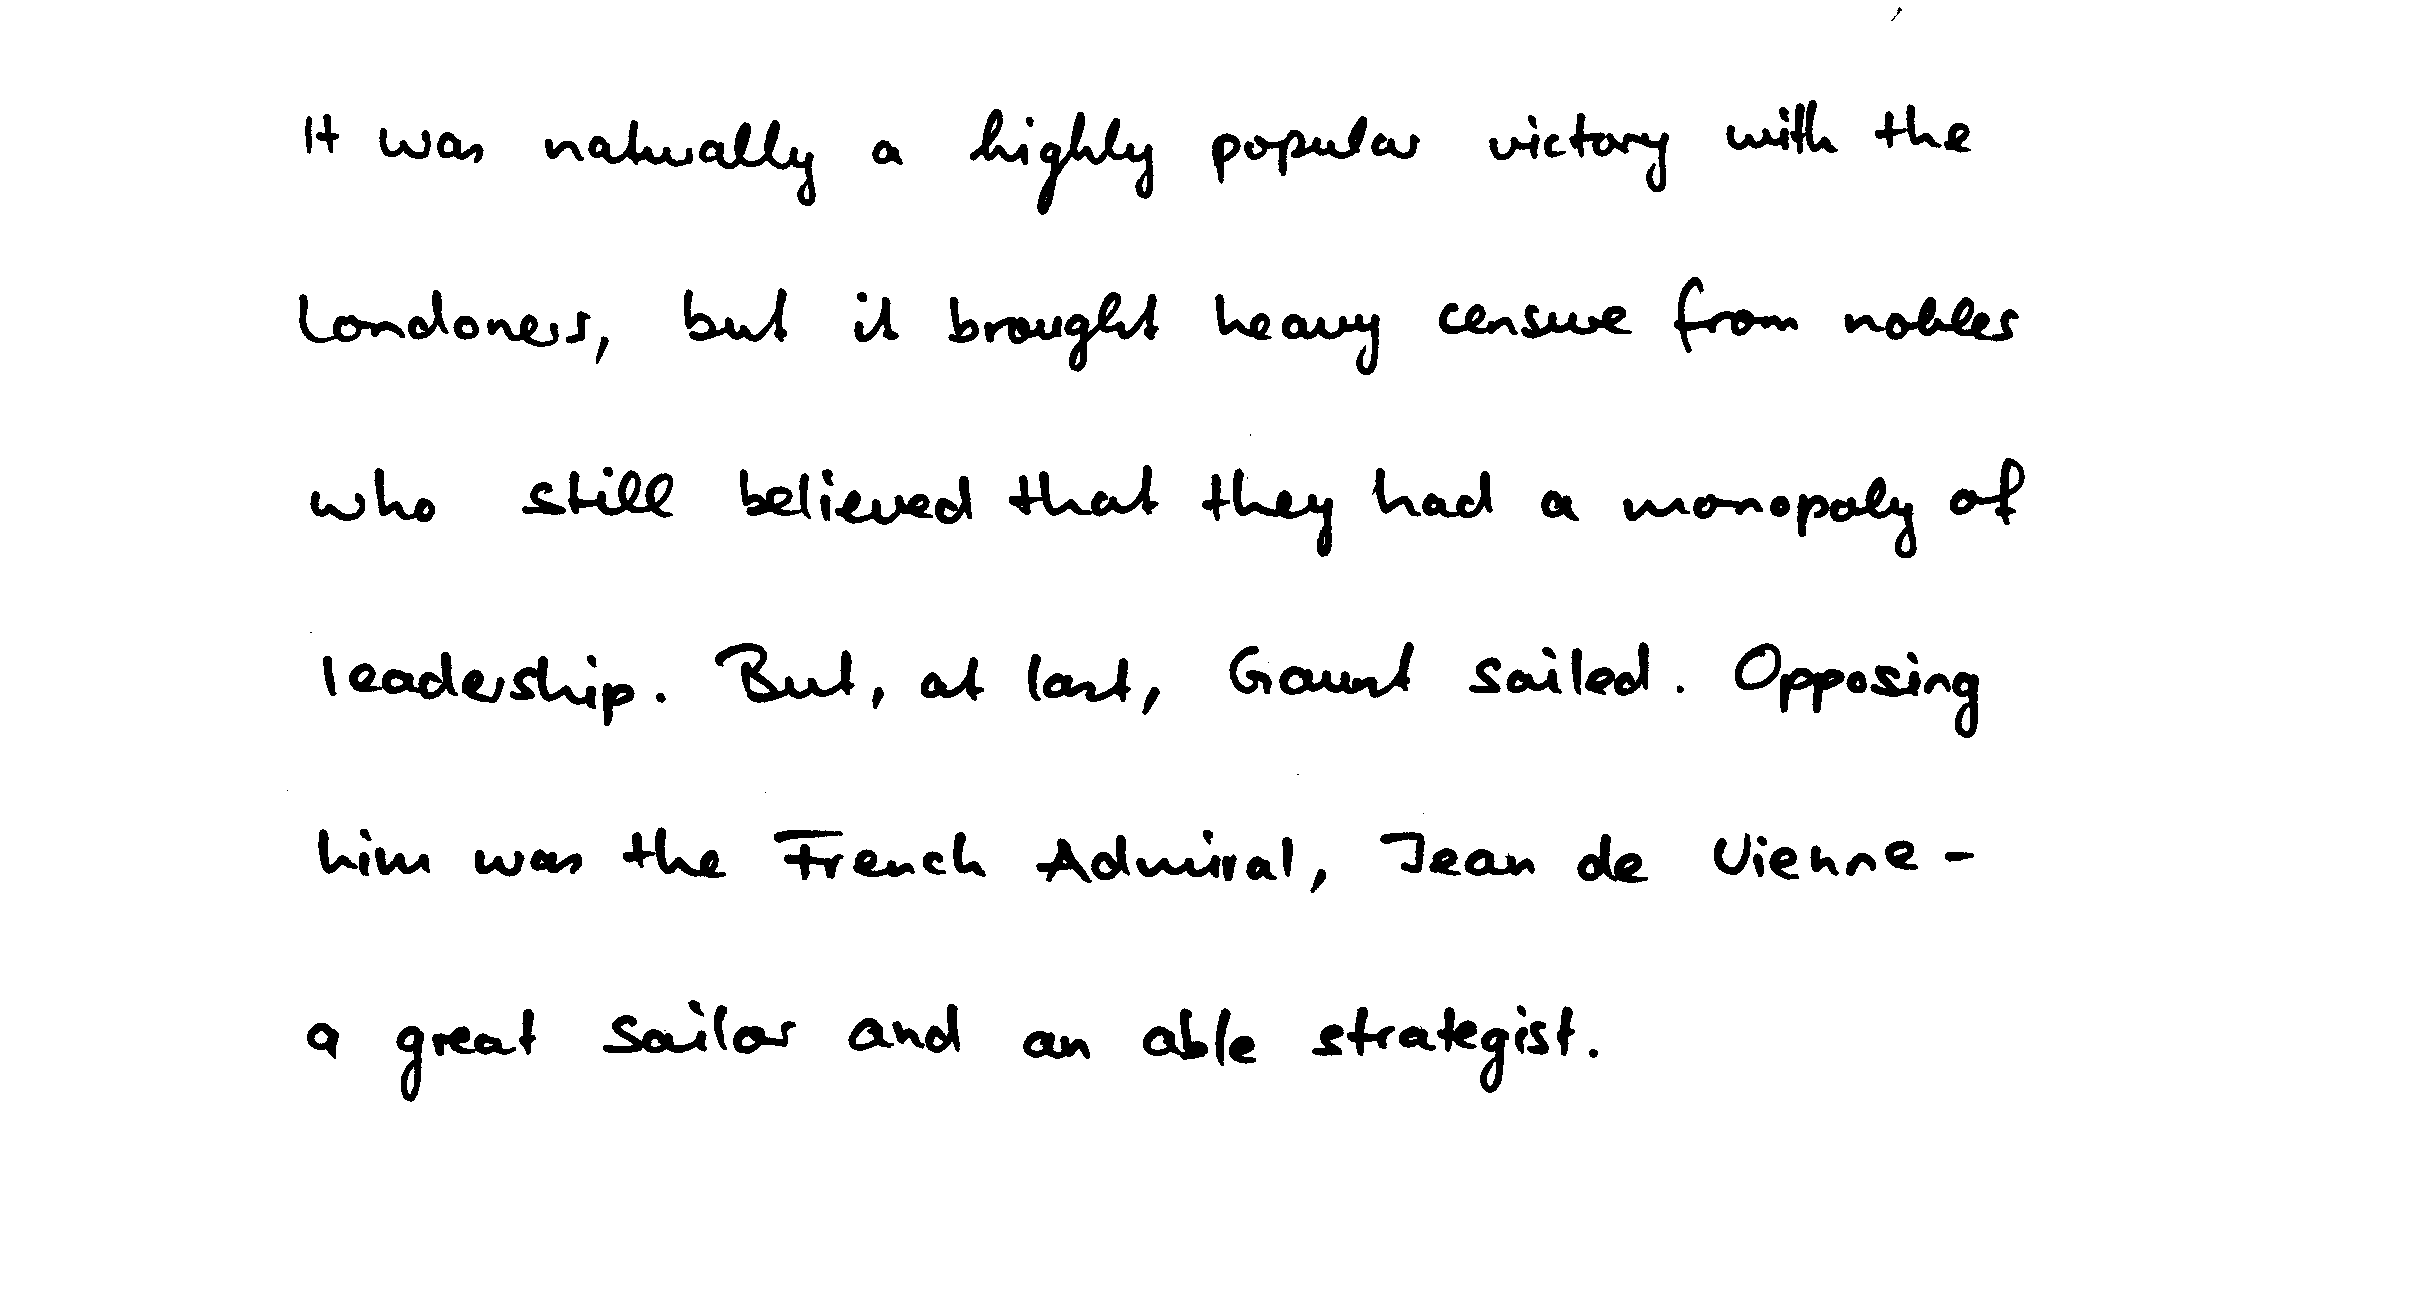 It was naturally a highly popular victory with the
Londoners, but it brought heavy censure from nobles
who still believed that they had a monopoly of
leadership. But, at last, Gaunt sailed. Opposing
him was the French Admiral, Jean de Vienne -
a great sailor and an able strategist.